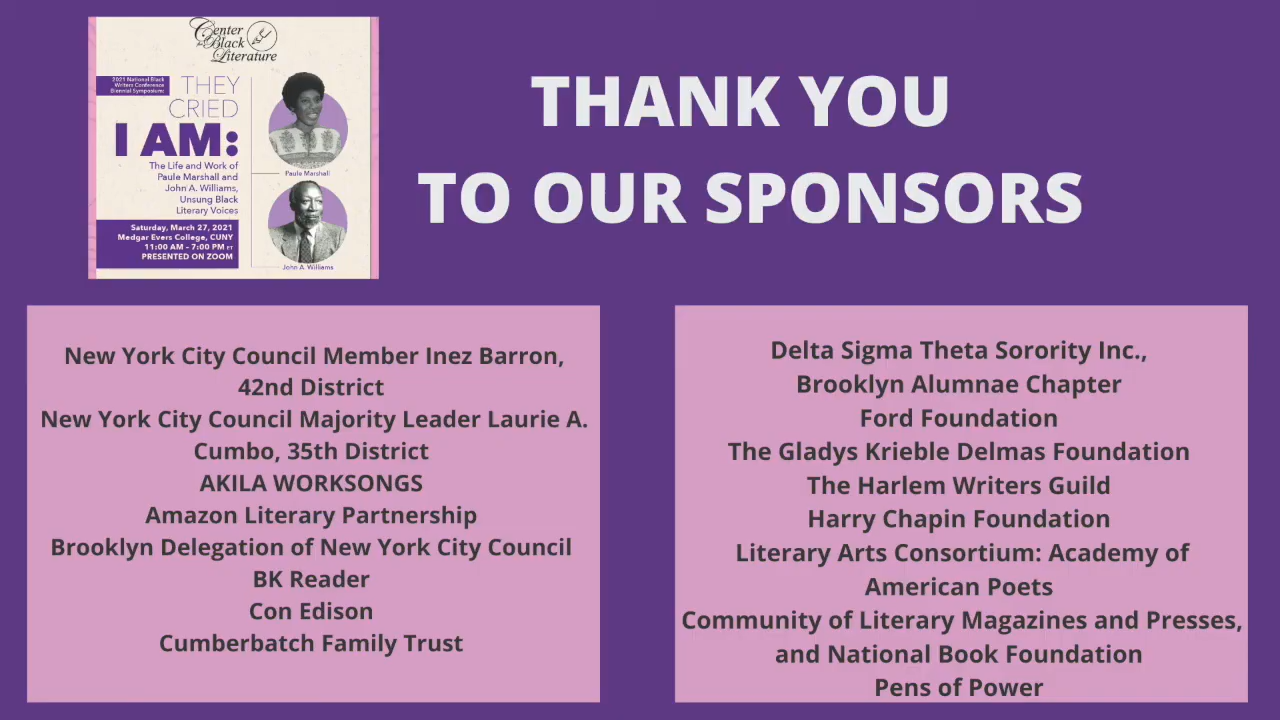 Center
for Black
Literature
2021 National Black
Writers Conference
Biennial Symposium:
THEY
CRIED
I AM:
The Life and Work of
Paule Marshall and
John A. Williams,
Unsung Black
Literary Voices
Saturday, March 27, 2021
Medgar Evers College, CUNY
11:00 AM – 7:00 PM ET
PRESENTED ON ZOOM
Paule Marshall
John A. Williams
THANK YOU
TO OUR SPONSORS
New York City Council Member Inez Barron,
42nd District
New York City Council Majority Leader Laurie A.
Cumbo, 35th District
AKILA WORKSONGS
Amazon Literary Partnership
Brooklyn Delegation of New York City Council
BK Reader
Con Edison
Cumberbatch Family Trust
Delta Sigma Theta Sorority Inc.,
Brooklyn Alumnae Chapter
Ford Foundation
The Gladys Krieble Delmas Foundation
The Harlem Writers Guild
Harry Chapin Foundation
Literary Arts Consortium: Academy of
American Poets
Community of Literary Magazines and Presses,
and National Book Foundation
Pens of Power